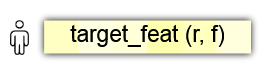 target_feat (r, f)